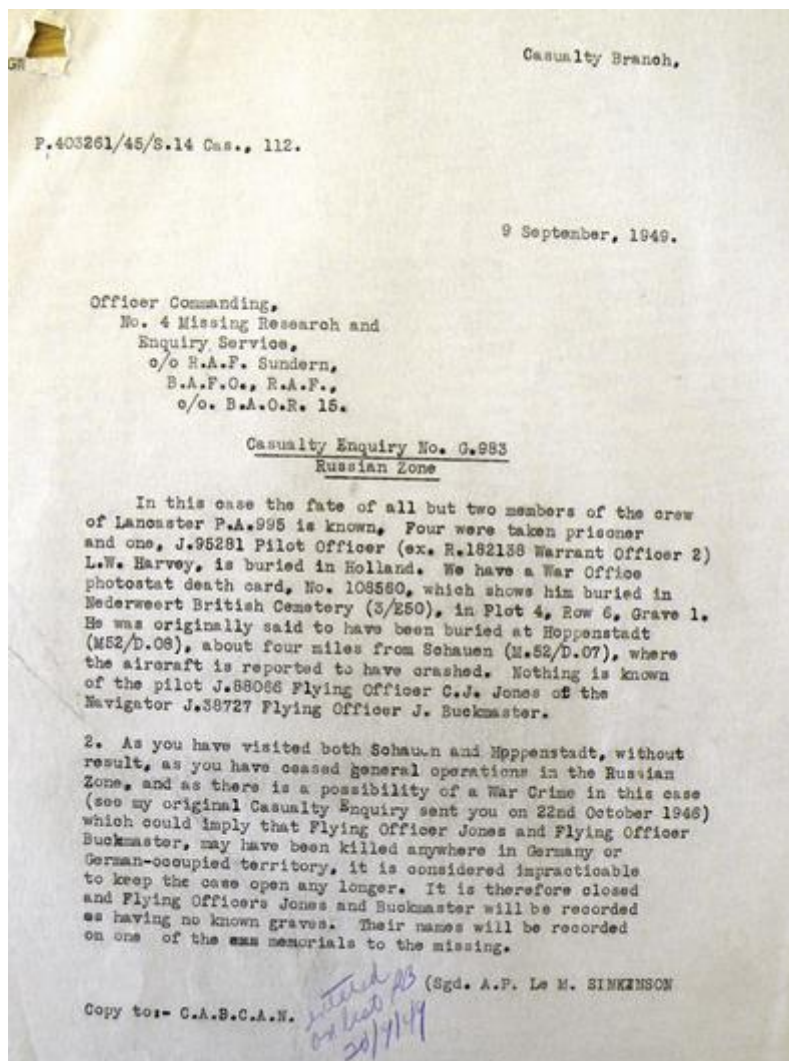 Casualty Branch,
P.403261/45/S.14 Cas., 112.
9 September, 1949.
Officer Commanding,
No. 4 Missing Research and
Enquiry Service,
c/o R.A.F. Sundern,
B.A.F.O., R.A.F.,
c/o. B.A.O.R. 15.
Casualty Enquiry No. G.983
Russian Zone
In this case the fate of all but two members of the crew
of Lancaster P.A.995 is known. Four were taken prisoner
and one, J.95281 Pilot Officer (ex. R.182138 Warrant Officer 2)
L.W. Harvey, is buried in Holland. We have a War Office
photostat death card, No. 108560, which shows him buried in
Nederweert British Cemetery (3/E50), in Plot 4, Row 6, Grave 1.
He was originally said to have been buried at Hoppenstadt
(M52/D.08), about four miles from Schauen (M.52/D.07), where
the aircraft is reported to have crashed. Nothing is known
of the pilot J.88066 Flying Officer C.J. Jones of the
Navigator J.38727 Flying Officer J. Buckmaster.
2. As you have visited both Schauen and Hoppenstadt, without
result, as you have ceased general operations in the Russian
Zone, and as there is a possibility of a War Crime in this case
(see my original Casualty Enquiry sent you on 22nd October 1946)
which could imply that Flying Officer Jones and Flying Officer
Buckmaster, may have been killed anywhere in Germany or
German-occupied territory, it is considered impracticable
to keep the case open any longer. It is therefore closed
and Flying Officers Jones and Buckmaster will be recorded
as having no known graves. Their names will be recorded
on one of the memorials to the missing.
(Sgd. A.P. Le M. SINKINSON
Copy to:- C.A.B.C.A.N.
entered
on list AB
20/9/49